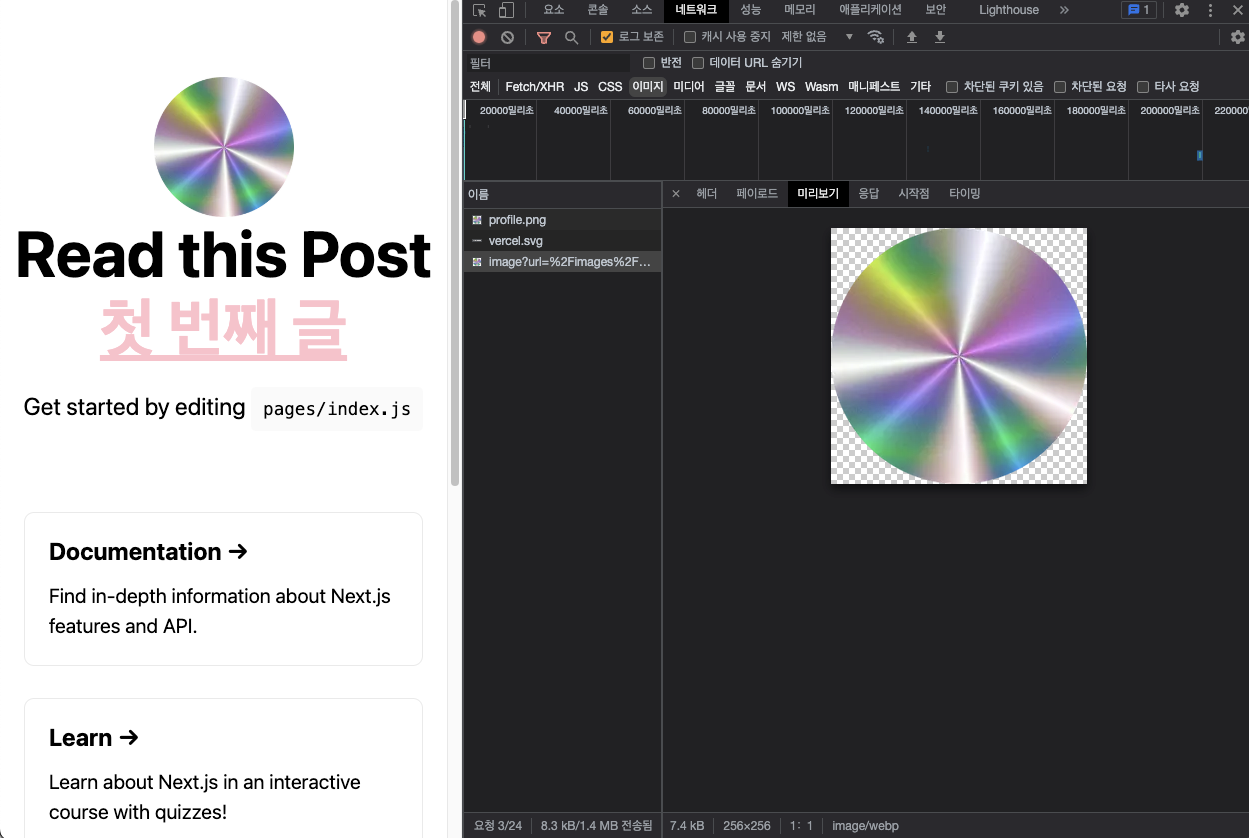 Read this Post
첫 번째 글
Get started by editing pages/index.js
Documentation →
Find in-depth information about Next.js
features and API.
Learn →
Learn about Next.js in an interactive
course with quizzes!
요소 콘솔 소스 네트워크 성능 메모리 애플리케이션 보안 Lighthouse » 1
로그 보존 캐시 사용 중지 제한 없음
필터 반전 데이터 URL 숨기기
전체 Fetch/XHR JS CSS 이미지 미디어 글꼴 문서 WS Wasm 매니페스트 기타 차단된 쿠키 있음 차단된 요청 타사 요청
20000밀리초 40000밀리초 60000밀리초 80000밀리초 100000밀리초 120000밀리초 140000밀리초 160000밀리초 180000밀리초 200000밀리초 220000
이름
profile.png
vercel.svg
image?url=%2Fimages%2F...
× 헤더 페이로드 미리보기 응답 시작점 타이밍
요청 3/24 8.3 kB/1.4 MB 전송됨
7.4 kB 256×256 1: 1 image/webp